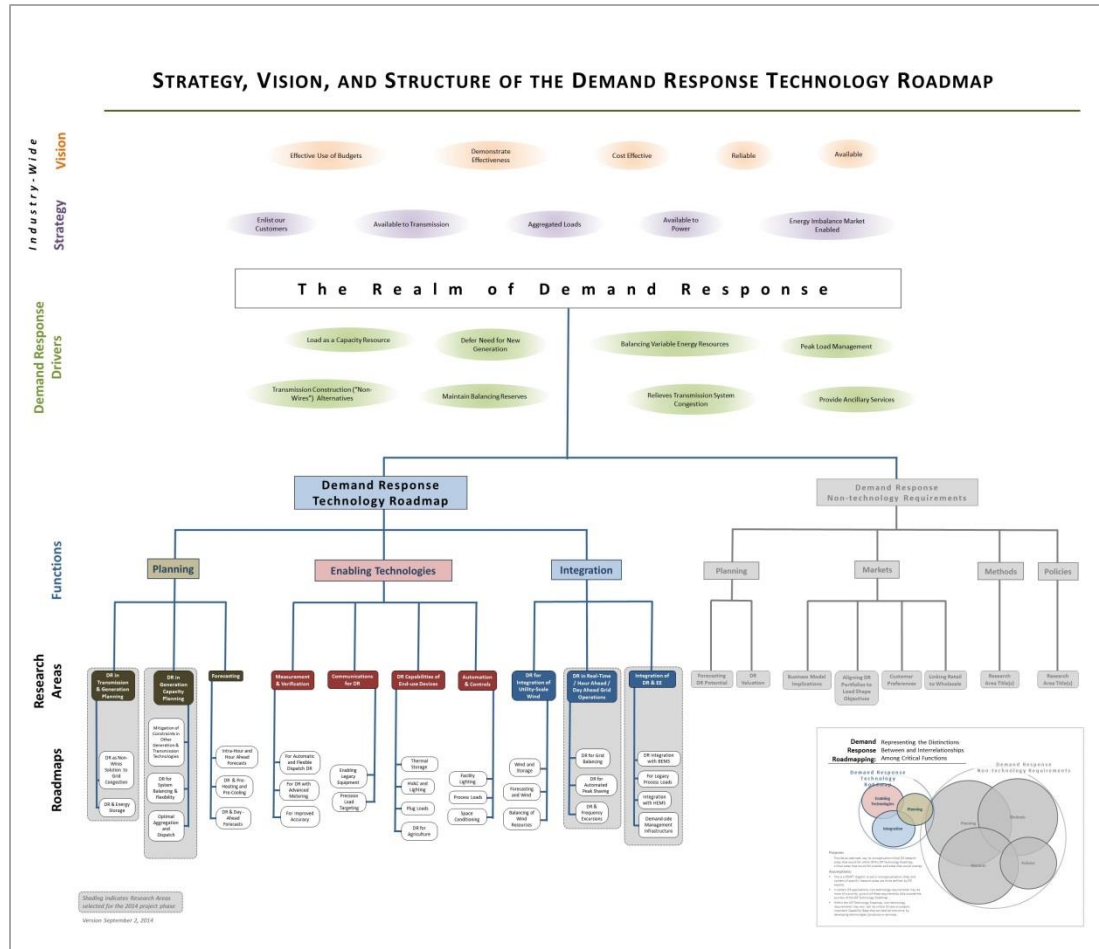 STRATEGY, VISION, AND STRUCTURE OF THE DEMAND RESPONSE TECHNOLOGY ROADMAP
Industry-Wide
Vision
Effective Use of Budgets
Demonstrate
Effectiveness
Cost Effective
Reliable
Available
Strategy
Enlist our
Customers
Available to Transmission
Aggregated Loads
Available to
Power
Energy Imbalance Market
Enabled
The Realm of Demand Response
Demand Response
Drivers
Load as a Capacity Resource
Defer Need for New
Generation
Balancing Variable Energy Resources
Peak Load Management
Transmission Construction ("Non-
Wires") Alternatives
Maintain Balancing Reserves
Relieves Transmission System
Congestion
Provide Ancillary Services
Demand Response
Technology Roadmap
Demand Response
Non-technology Requirements
Functions
Planning
Enabling Technologies
Integration
Planning
Markets
Methods
Policies
Research
Areas
DR in
Transmission
& Generation
Planning
DR in
Generation
Capacity
Planning
Forecasting
Measurement
& Verification
Communications
for DR
DR Capabilities of
End-use Devices
Automation
& Controls
DR for
Integration of
Utility-Scale
Wind
DR in Real-Time
/ Hour Ahead /
Day Ahead Grid
Operations
Integration of
DR & EE
Forecasting
DR Potential
DR
Valuation
Business Model
Implications
Aligning DR
Portfolios to
Load Shape
Objectives
Customer
Preferences
Linking Retail
to Wholesale
Research
Area Title(s)
Research
Area Title(s)
Roadmaps
DR as Non-
Wires
Solution to
Grid
Congestion
DR & Energy
Storage
Mitigation of
Constraints in
Other
Generation &
Transmission
Technologies
DR for
System
Balancing &
Flexibility
Optimal
Aggregation
and
Dispatch
Intra-Hour and
Hour Ahead
Forecasts
DR & Pre-
Heating and
Pre-Cooling
DR & Day-
Ahead
Forecasts
For Automatic
and Flexible
Dispatch DR
For DR with
Advanced
Metering
For Improved
Accuracy
Enabling
Legacy
Equipment
Precision
Load
Targeting
Thermal
Storage
HVAC and
Lighting
Plug Loads
DR for
Agriculture
Facility
Lighting
Process Loads
Space
Conditioning
Wind and
Storage
Forecasting
and Wind
Balancing of
Wind
Resources
DR for Grid
Balancing
DR for
Automated
Peak Shaving
DR &
Frequency
Excursions
DR Integration
with BEMS
For Legacy
Process Loads
Integration
with HEMS
Demand-side
Management
Infrastructure
Shading indicates Research Areas
selected for the 2014 project phase
Version September 2, 2014
Demand Representing the Distinctions
Response Between and Interrelationships
Roadmapping: Among Critical Functions
Demand Response
Technology
Roadmap
Demand Response
Non-technology Requirements
Enabling
Technologies
Planning
Integration
Planning
Methods
Markets
Policies
Purpose:
Assumptions: